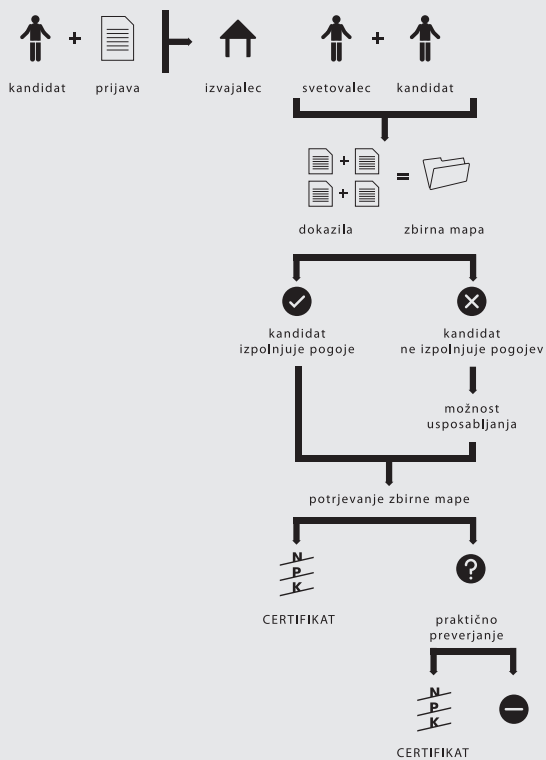 kandidat + prijava izvajalec svetovalec + kandidat
+
= 
+
dokazila zbirna mapa
kandidat
izpolnjuje pogoje
kandidat
ne izpolnjuje pogojev
možnost
usposabljanja
potrjevanje zbirne mape
N
P
K
CERTIFIKAT
?
praktično
preverjanje
N
P
K
CERTIFIKAT